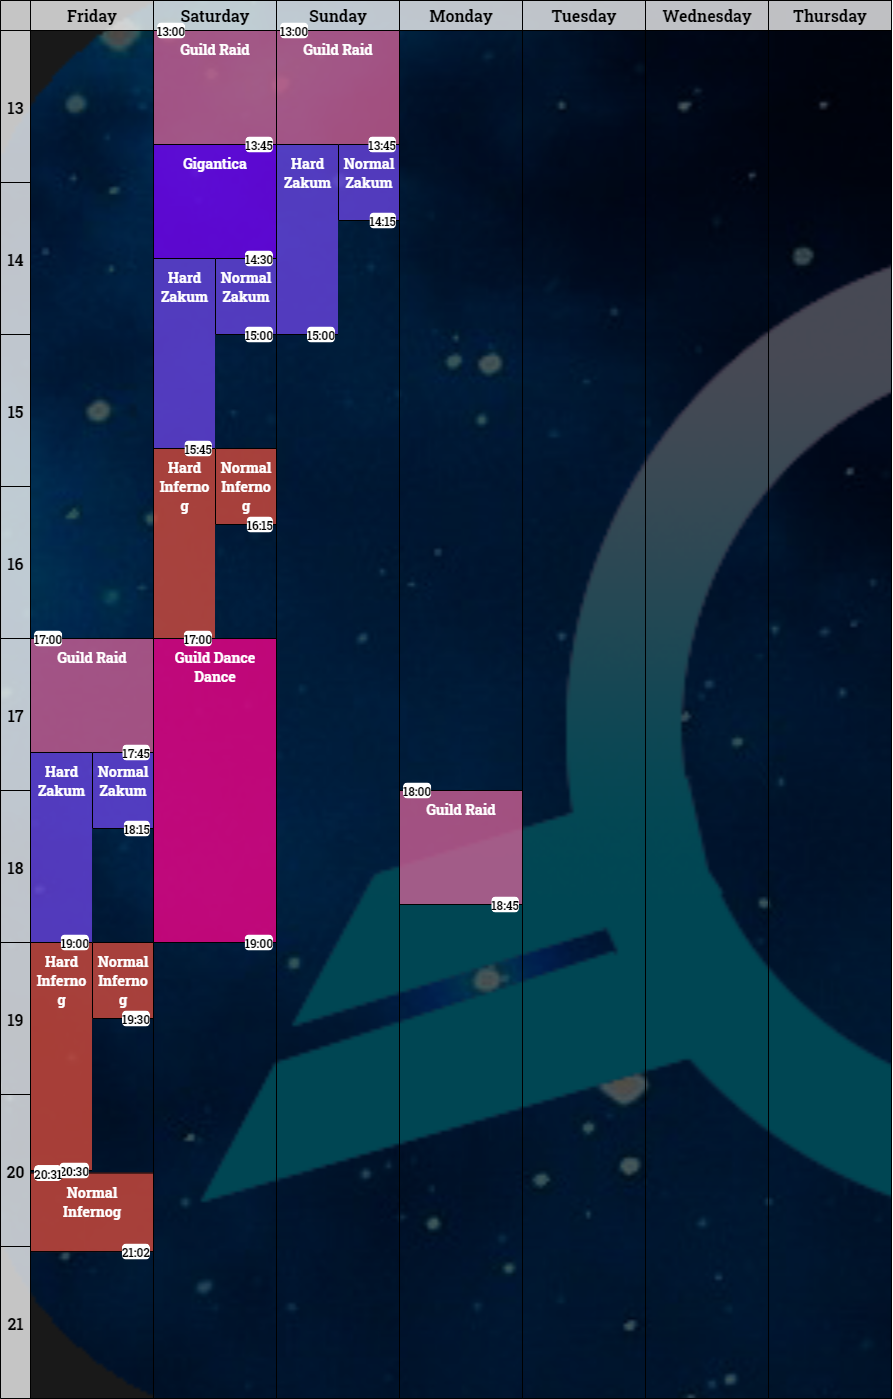 Friday Saturday Sunday Monday Tuesday Wednesday Thursday
13:00 13:00
Guild Raid Guild Raid
13
13:45 13:45
Gigantica Hard Normal
Zakum Zakum
14:15
14
14:30
Hard Normal
Zakum Zakum
15:00 15:00
15
15:45
Hard Normal
Inferno Inferno
g g
16:15
16
17:00 17:00
Guild Raid Guild Dance
Dance
17
17:45
Hard Normal
Zakum Zakum
18:00
Guild Raid
18:15
18
18:45
19:00 19:00
Hard Normal
Inferno Inferno
g g
19:30
19
20
20:31 20:30
Normal
Infernog
21:02
21